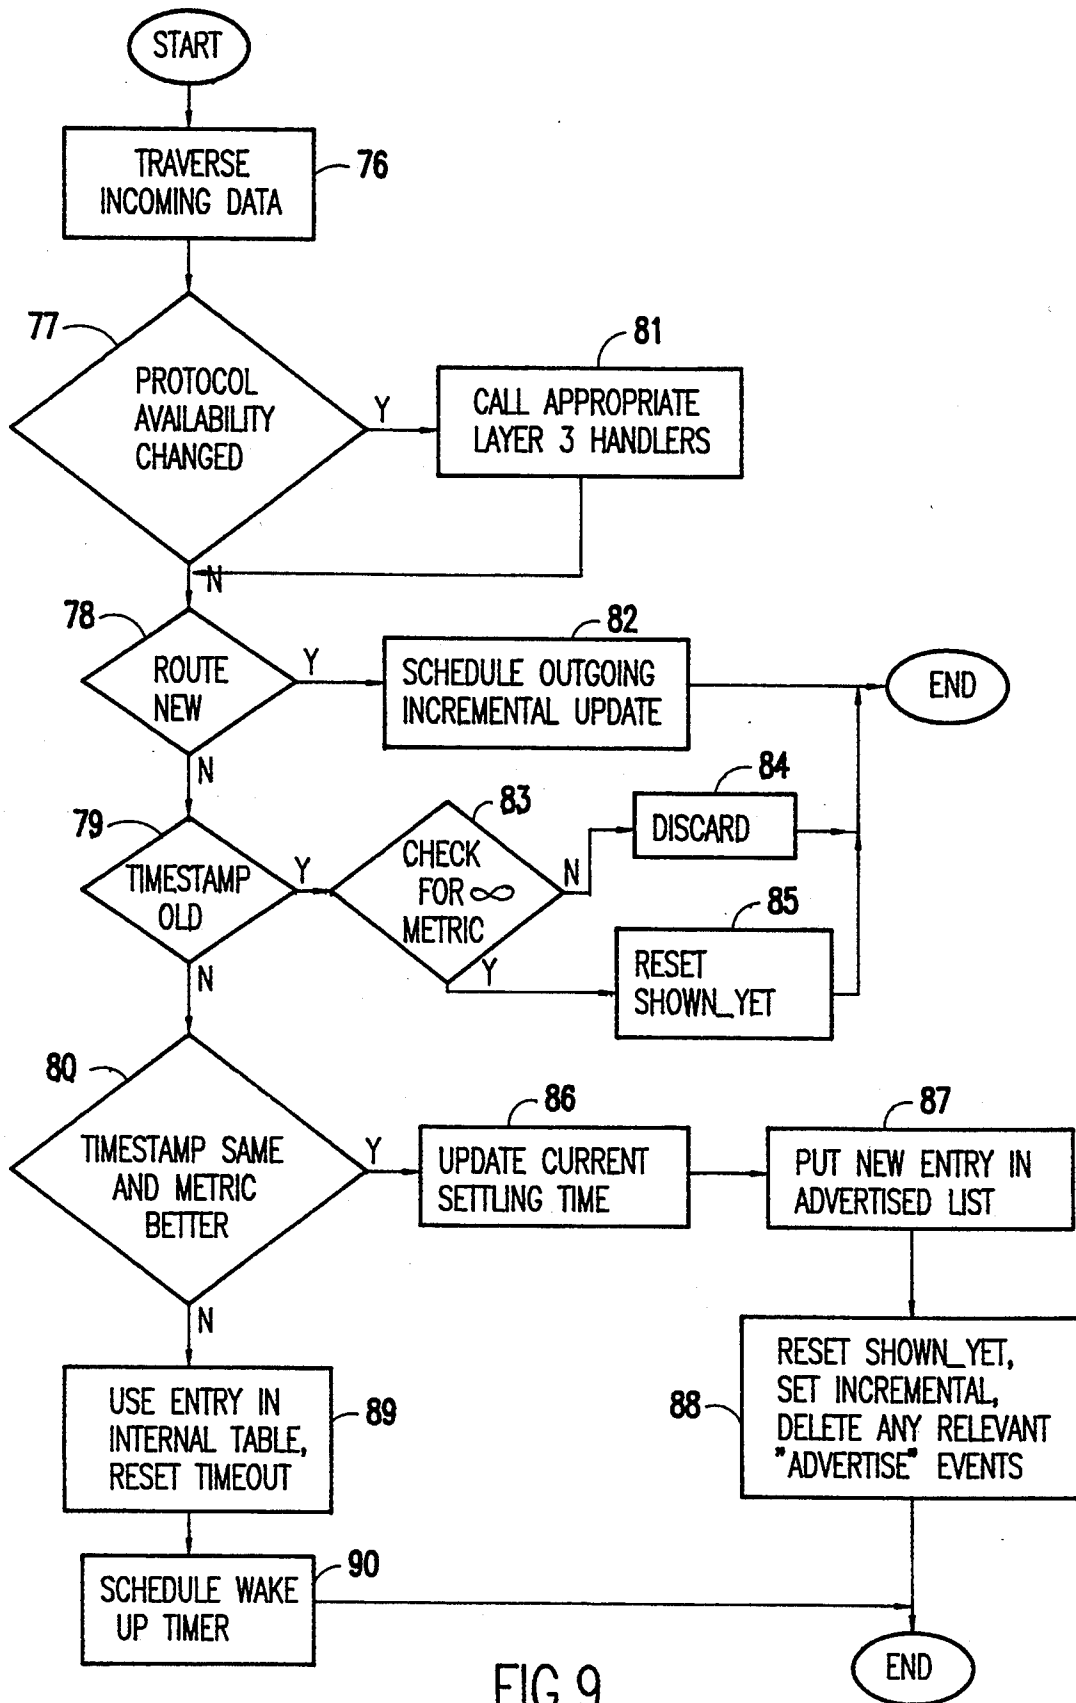 START
TRAVERSE
INCOMING DATA
76
77
PROTOCOL
AVAILABILITY
CHANGED
Y
81
CALL APPROPRIATE
LAYER 3 HANDLERS
N
78
ROUTE
NEW
Y
82
SCHEDULE OUTGOING
INCREMENTAL UPDATE
END
N
79
TIMESTAMP
OLD
Y
83
CHECK
FOR ∞
METRIC
N
84
DISCARD
Y
85
RESET
SHOWN_YET
N
80
TIMESTAMP SAME
AND METRIC
BETTER
Y
86
UPDATE CURRENT
SETTLING TIME
87
PUT NEW ENTRY IN
ADVERTISED LIST
N
88
RESET SHOWN_YET,
SET INCREMENTAL,
DELETE ANY RELEVANT
"ADVERTISE" EVENTS
USE ENTRY IN
INTERNAL TABLE,
RESET TIMEOUT
89
SCHEDULE WAKE
UP TIMER
90
END
FIG.9